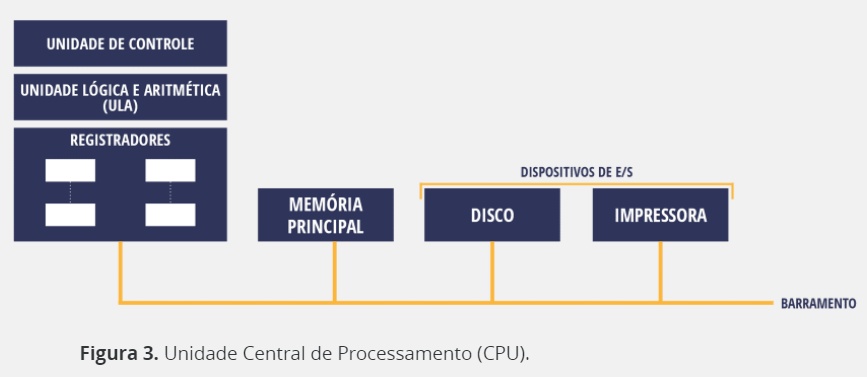 UNIDADE DE CONTROLE
UNIDADE LÓGICA E ARITMÉTICA
(ULA)
REGISTRADORES
DISPOSITIVOS DE E/S
MEMÓRIA
PRINCIPAL
DISCO
IMPRESSORA
BARRAMENTO
Figura 3. Unidade Central de Processamento (CPU).